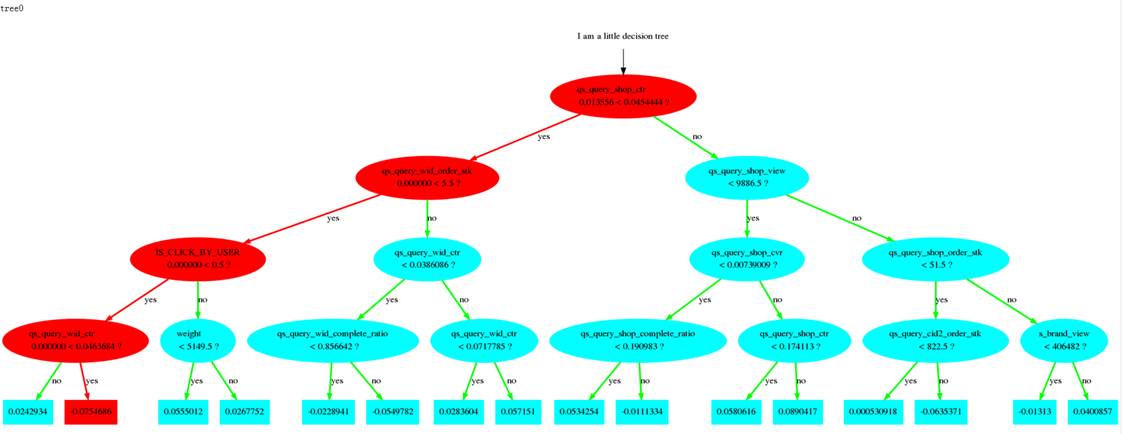 tree0
I am a little decision tree
qs_query_shop_ctr
0.013556 < 0.0454444 ?
yes
no
qs_query_wid_order_stk
0.000000 < 5.5 ?
qs_query_shop_view
< 9886.5 ?
yes
no
yes
no
IS_CLICK_BY_USER
0.000000 < 0.5 ?
qs_query_wid_ctr
< 0.0386086 ?
qs_query_shop_cvr
< 0.00739009 ?
qs_query_shop_order_stk
< 51.5 ?
yes
no
yes
no
yes
no
yes
no
qs_query_wid_ctr
0.000000 < 0.0463684 ?
weight
< 5149.5 ?
qs_query_wid_complete_ratio
< 0.856642 ?
qs_query_wid_ctr
< 0.0717785 ?
qs_query_shop_complete_ratio
< 0.190983 ?
qs_query_shop_ctr
< 0.174113 ?
qs_query_cid2_order_stk
< 822.5 ?
s_brand_view
< 406482 ?
no
yes
yes
no
yes
no
yes
no
yes
no
yes
no
yes
no
yes
no
0.0242934
-0.0754686
0.0555012
0.0267752
-0.0228941
-0.0549782
0.0283604
0.057151
0.0534254
-0.0111334
0.0580616
0.0890417
0.000530918
-0.0635371
-0.01313
0.0400857